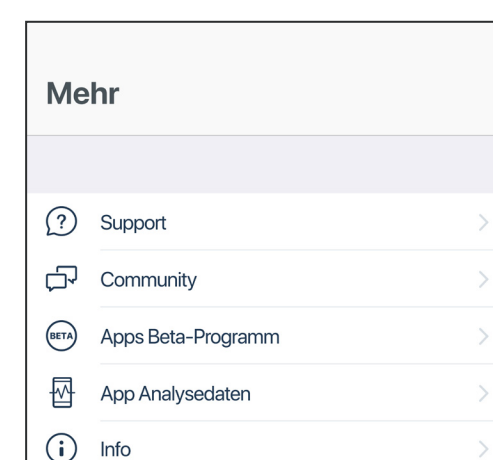 Mehr
?
Support
Community
BETA
Apps Beta-Programm
App Analysedaten
i
Info